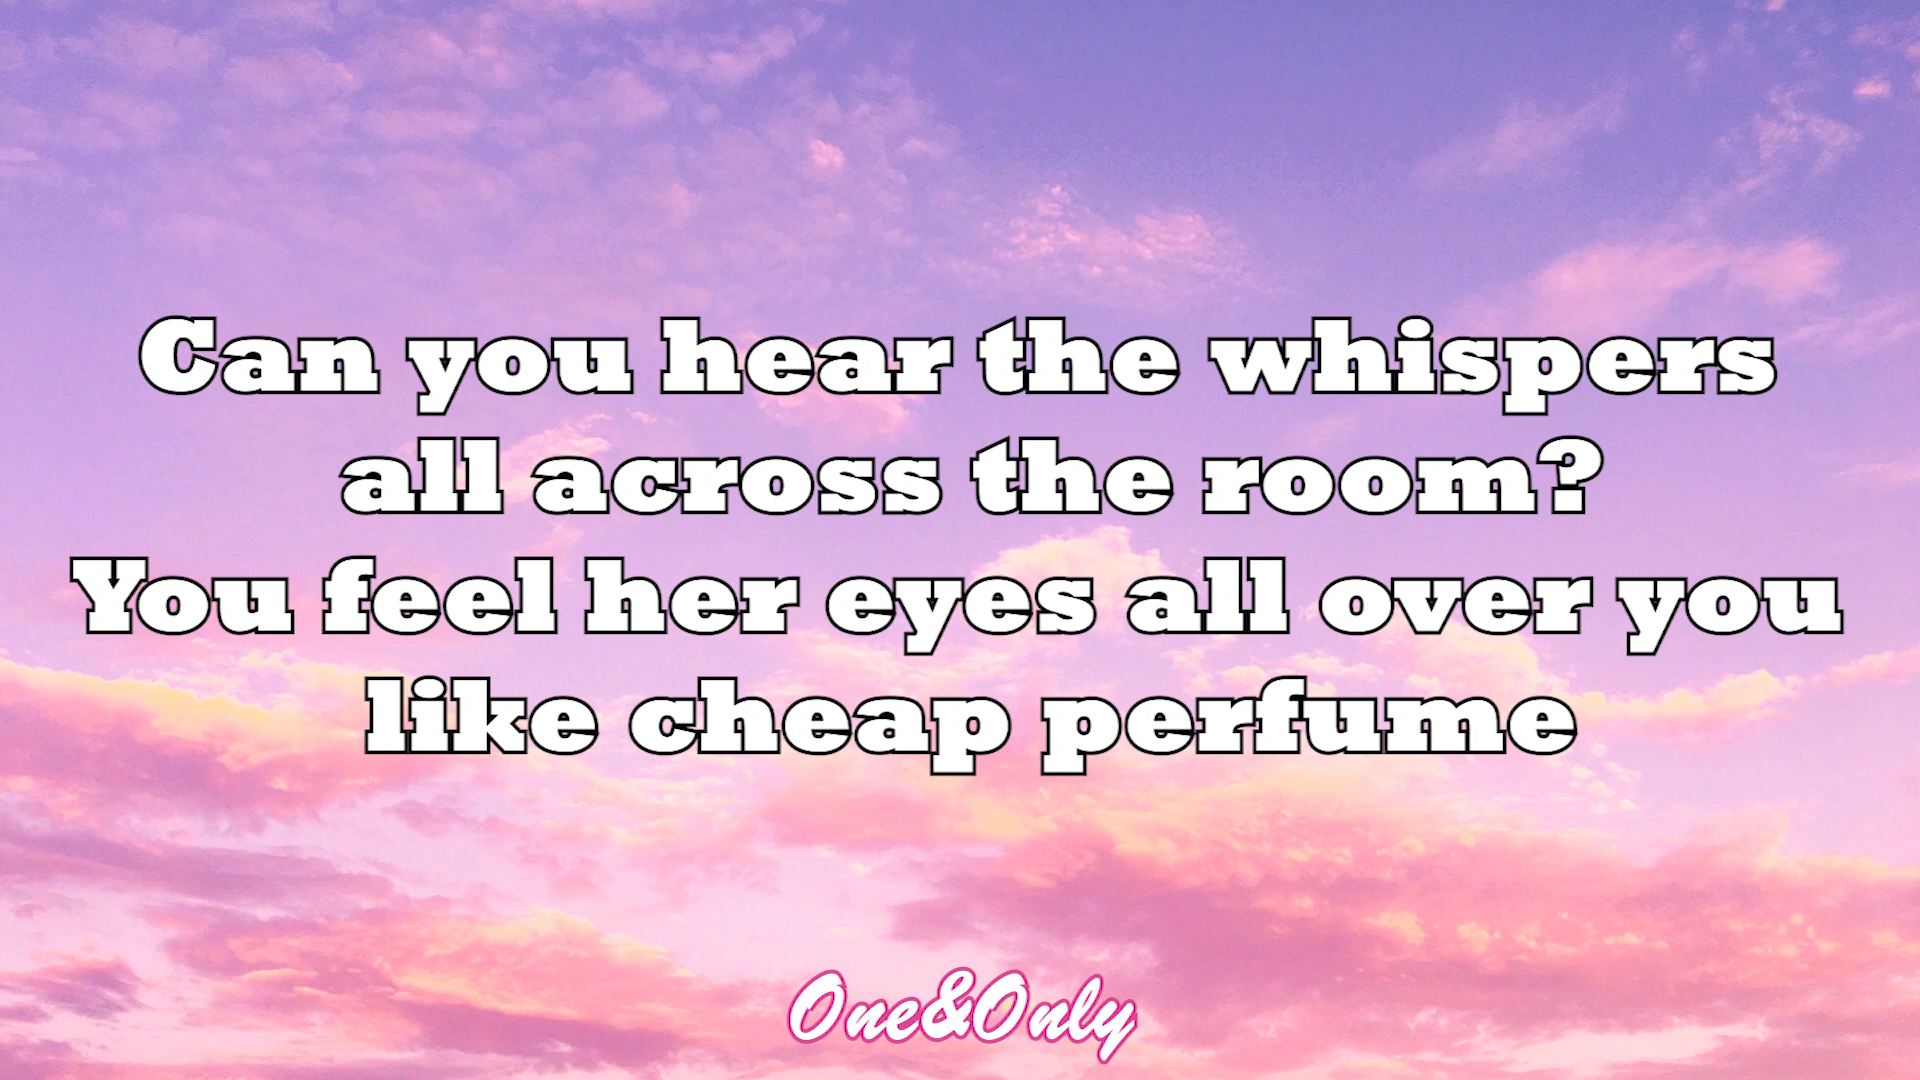 Can you hear the whispers
all across the room?
You feel her eyes all over you
like cheap perfume
One&Only